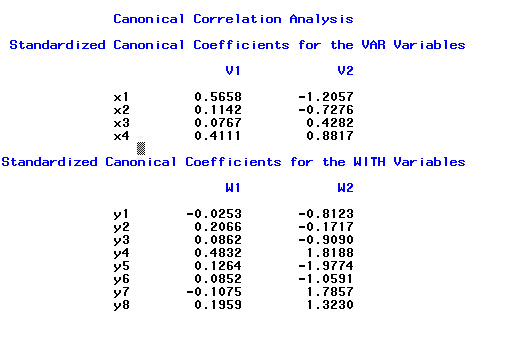 Canonical Correlation Analysis
Standardized Canonical Coefficients for the VAR Variables
V1 V2
x1 0.5658 -1.2057
x2 0.1142 -0.7276
x3 0.0767 0.4282
x4 0.4111 0.8817
Standardized Canonical Coefficients for the WITH Variables
W1 W2
y1 -0.0253 -0.8123
y2 0.2066 -0.1717
y3 0.0862 -0.9090
y4 0.4832 1.8188
y5 0.1264 -1.9774
y6 0.0852 -1.0591
y7 -0.1075 1.7857
y8 0.1959 1.3230